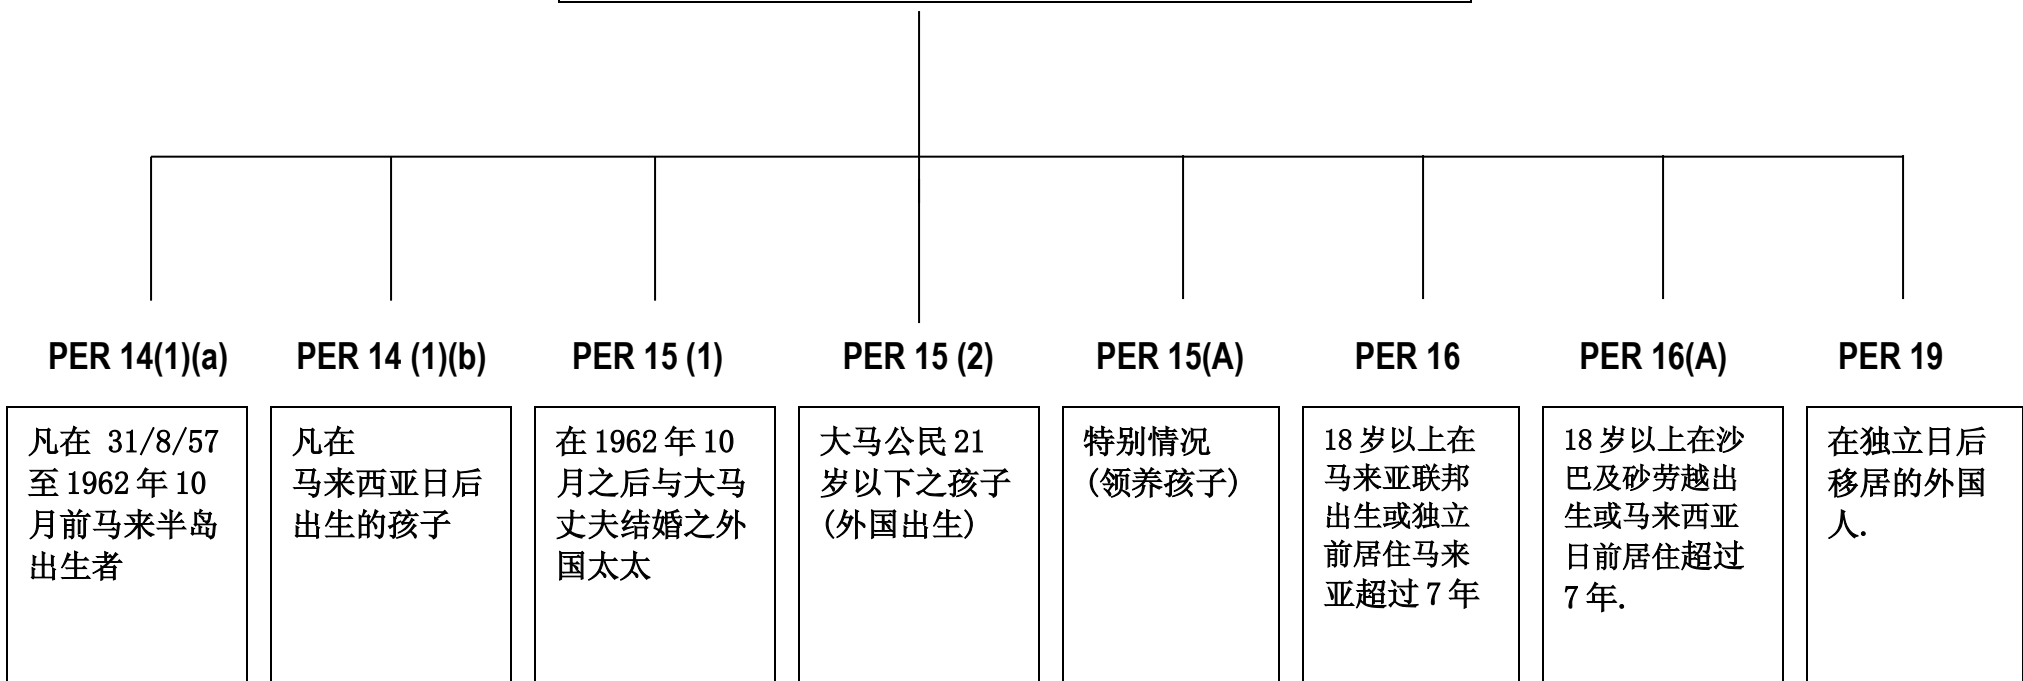 PER 14(1)(a)
PER 14 (1)(b)
PER 15 (1)
PER 15 (2)
PER 15(A)
PER 16
PER 16(A)
PER 19
凡在 31/8/57
至 1962 年 10
月前马来半岛
出生者
凡在
马来西亚日后
出生的孩子
在 1962 年 10
月之后与大马
丈夫结婚之外
国太太
大马公民 21
岁以下之孩子
(外国出生)
特别情况
(领养孩子)
18 岁以上在
马来亚联邦
出生或独立
前居住马来
亚超过 7 年
18 岁以上在沙
巴及砂劳越出
生或马来西亚
日前居住超过
7 年.
在独立日后
移居的外国
人.